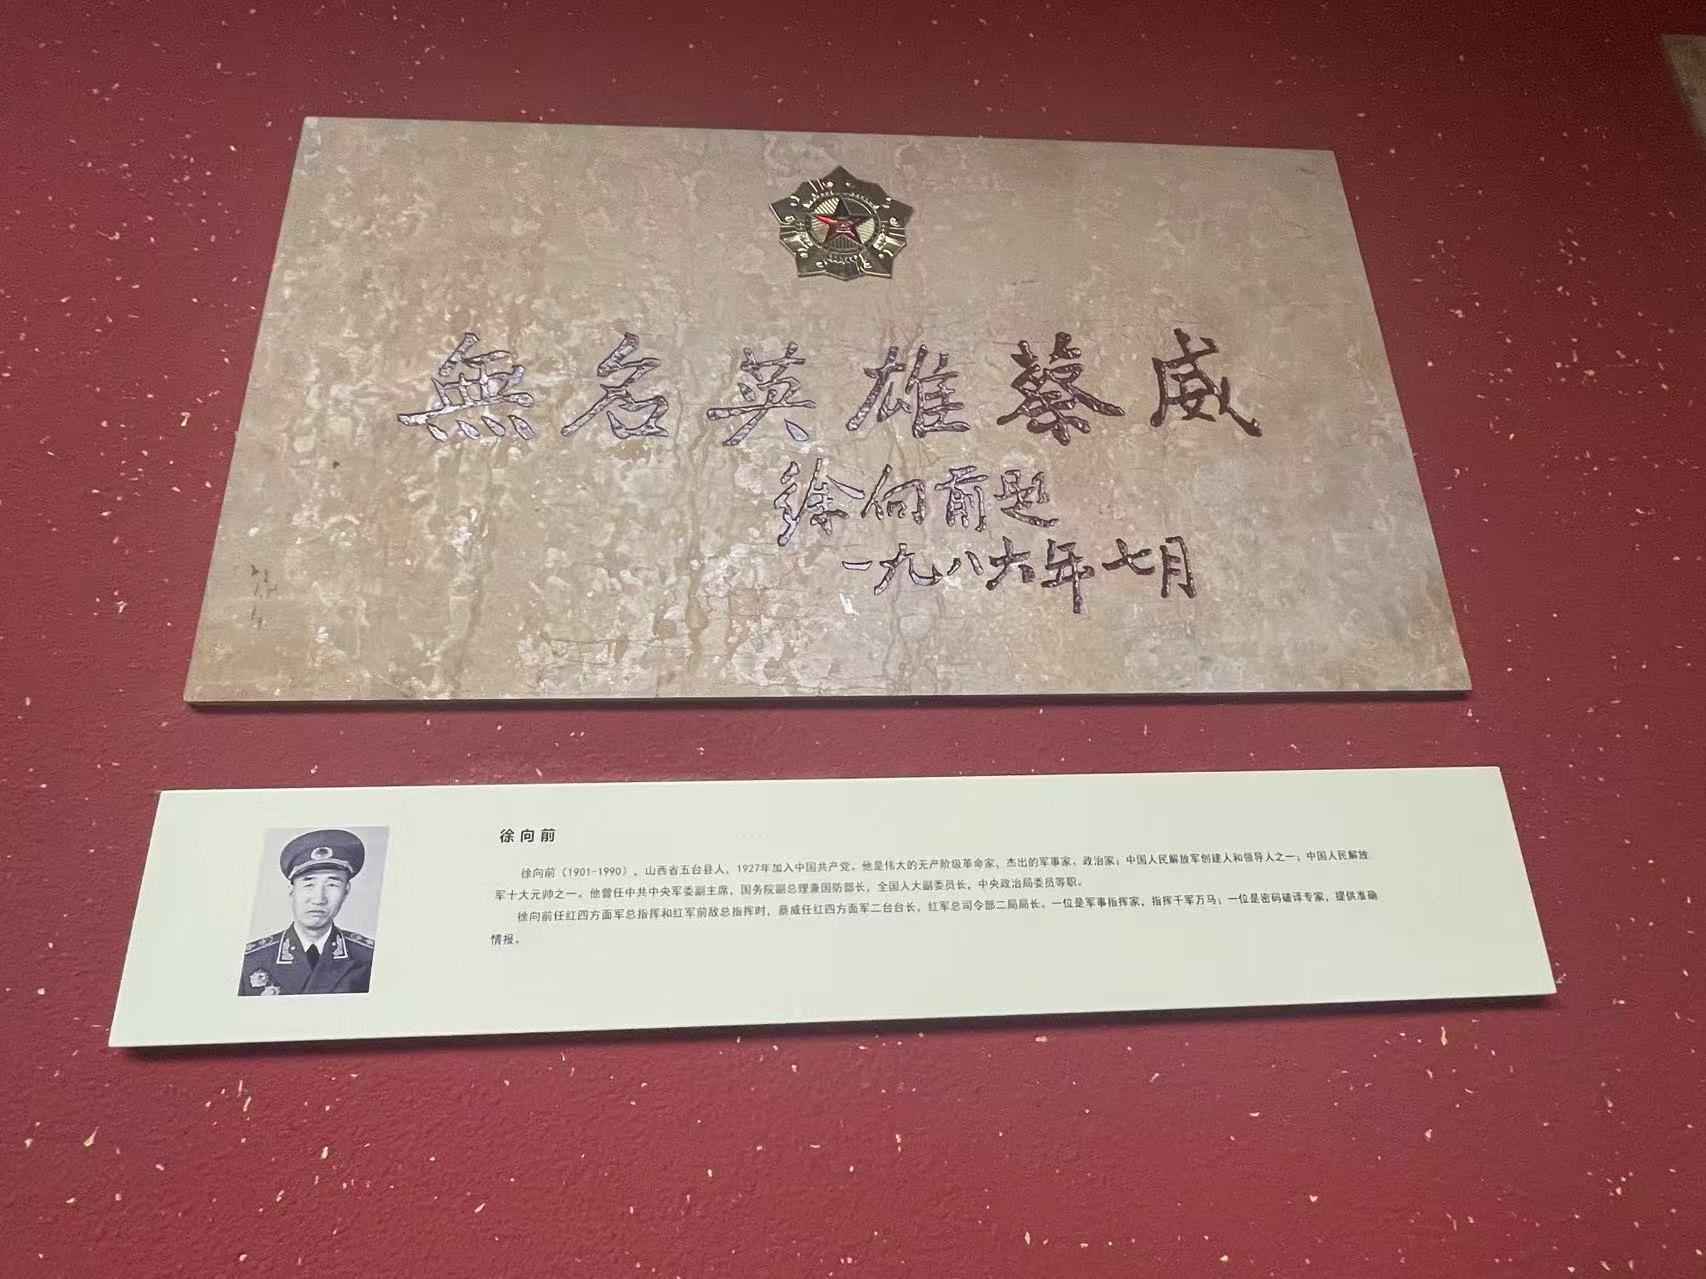 無名英雄蔡威
徐向前题
一九八六年七月
徐向前
徐向前（1901-1990），山西省五台县人，1927年加入中国共产党。他是伟大的无产阶级革命家，杰出的军事家、政治家；中国人民解放军创建人和领导人之一；中国人民解放
军十大元帅之一。他曾任中共中央军委副主席，国务院副总理兼国防部长，全国人大副委员长，中央政治局委员等职。
徐向前任红四方面军总指挥和红军前敌总指挥时，蔡威任红四方面军二台台长，红军总司令部二局局长。一位是军事指挥家，指挥千军万马；一位是密码破译专家，提供准确
情报。